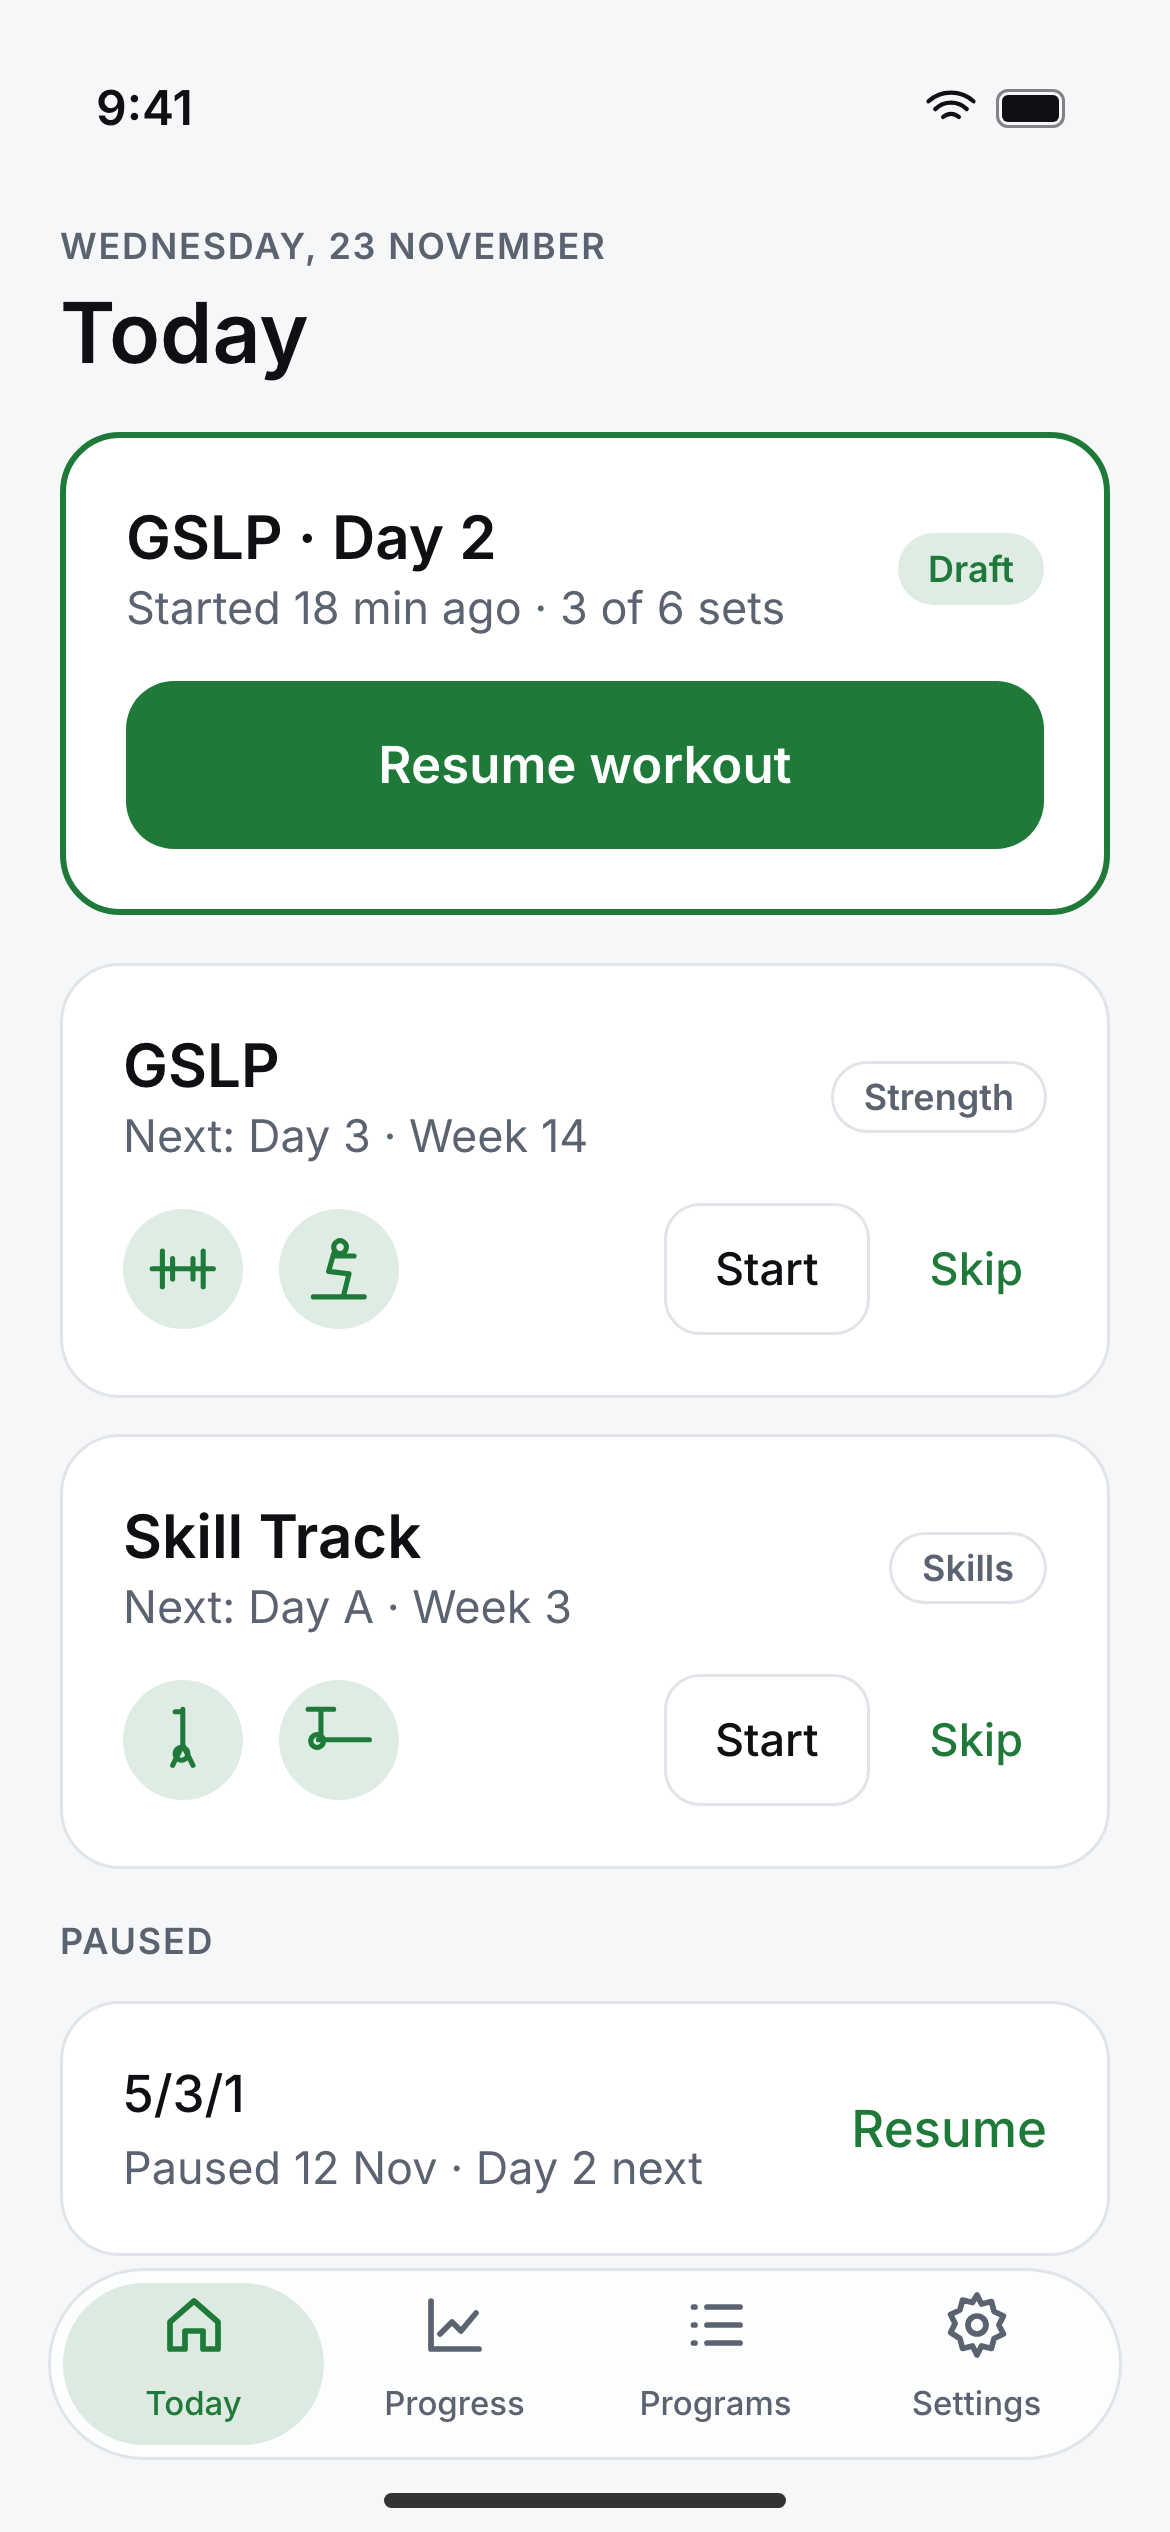 9:41
WEDNESDAY, 23 NOVEMBER
Today
GSLP · Day 2
Started 18 min ago · 3 of 6 sets
Draft
Resume workout
GSLP
Next: Day 3 · Week 14
Strength
Start
Skip
Skill Track
Next: Day A · Week 3
Skills
Start
Skip
PAUSED
5/3/1
Paused 12 Nov · Day 2 next
Resume
Today
Progress
Programs
Settings